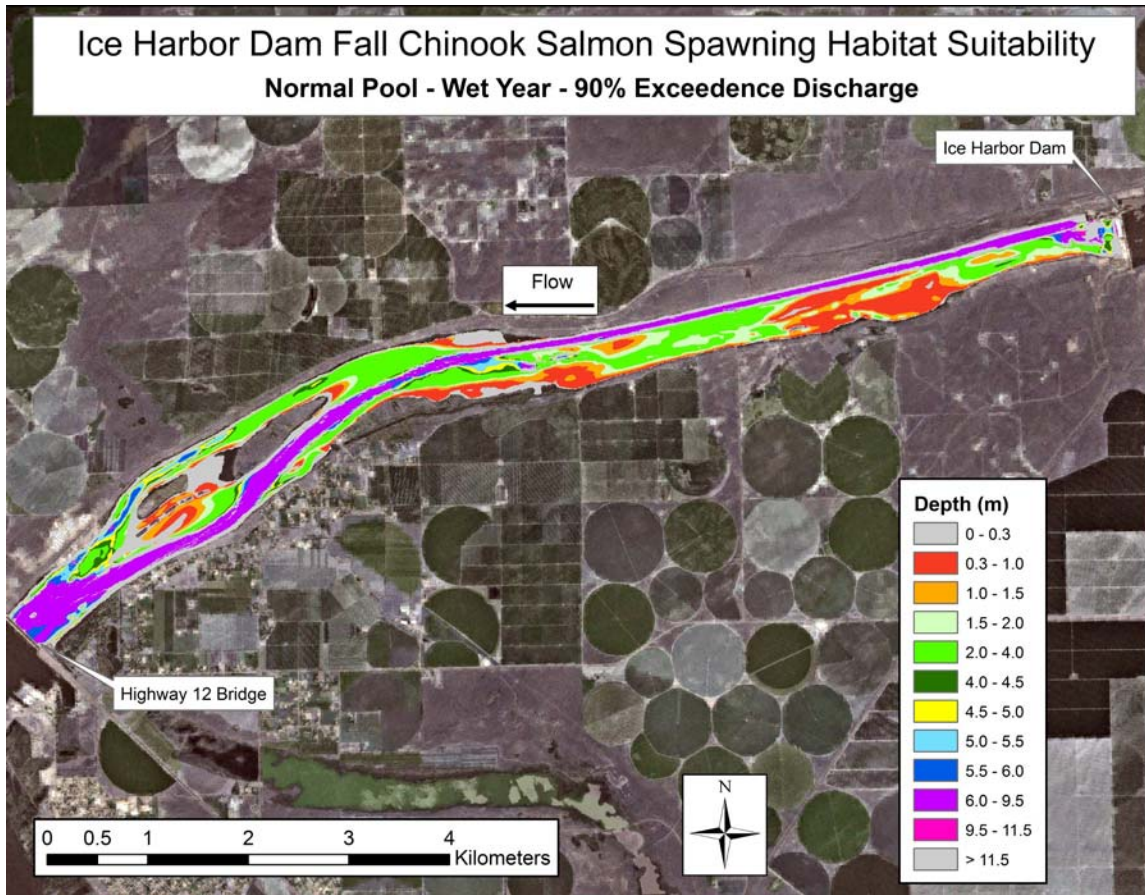 Ice Harbor Dam Fall Chinook Salmon Spawning Habitat Suitability
Normal Pool - Wet Year - 90% Exceedence Discharge
Ice Harbor Dam
Flow
Highway 12 Bridge
Depth (m)
0 - 0.3
0.3 - 1.0
1.0 - 1.5
1.5 - 2.0
2.0 - 4.0
4.0 - 4.5
4.5 - 5.0
5.0 - 5.5
5.5 - 6.0
6.0 - 9.5
9.5 - 11.5
> 11.5
N
0 0.5 1 2 3 4
Kilometers